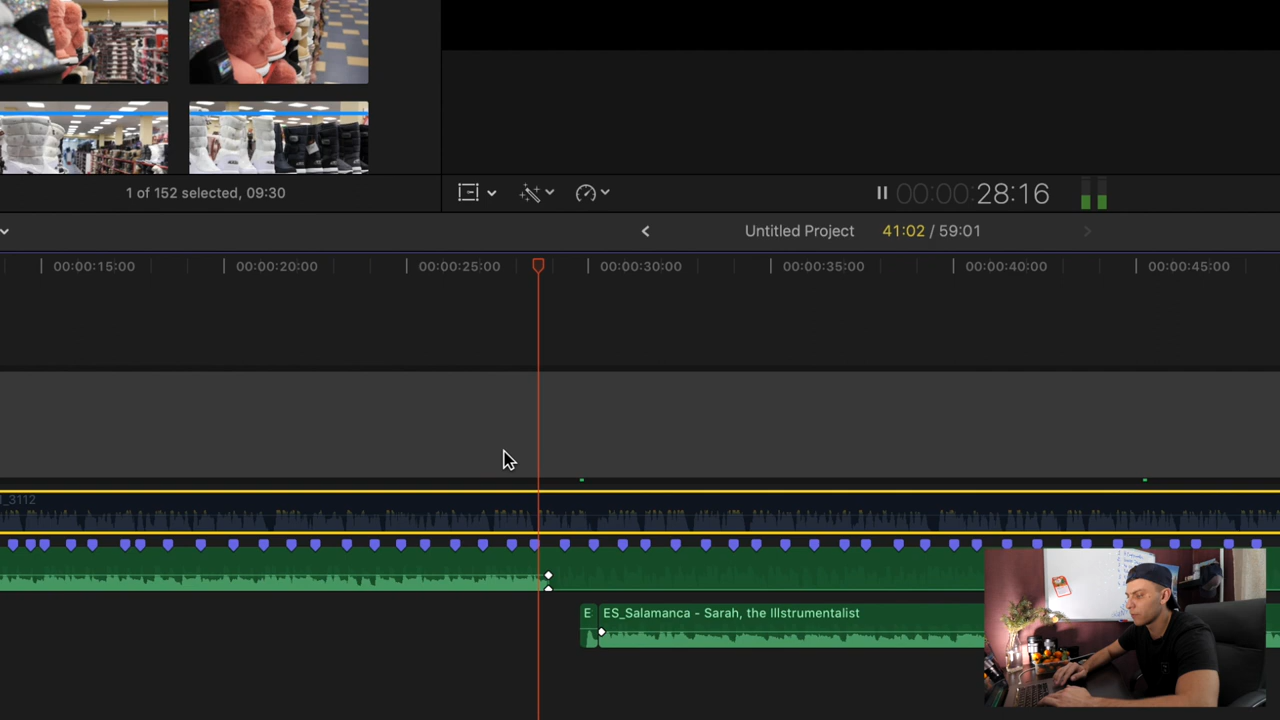 1 of 152 selected, 09:30
00:00:00:28:16
Untitled Project
41:02 / 59:01
00:00:15:00
00:00:20:00
00:00:25:00
00:00:30:00
00:00:35:00
00:00:40:00
00:00:45:00
_3112
E
ES_Salamanca - Sarah, the Illstrumentalist